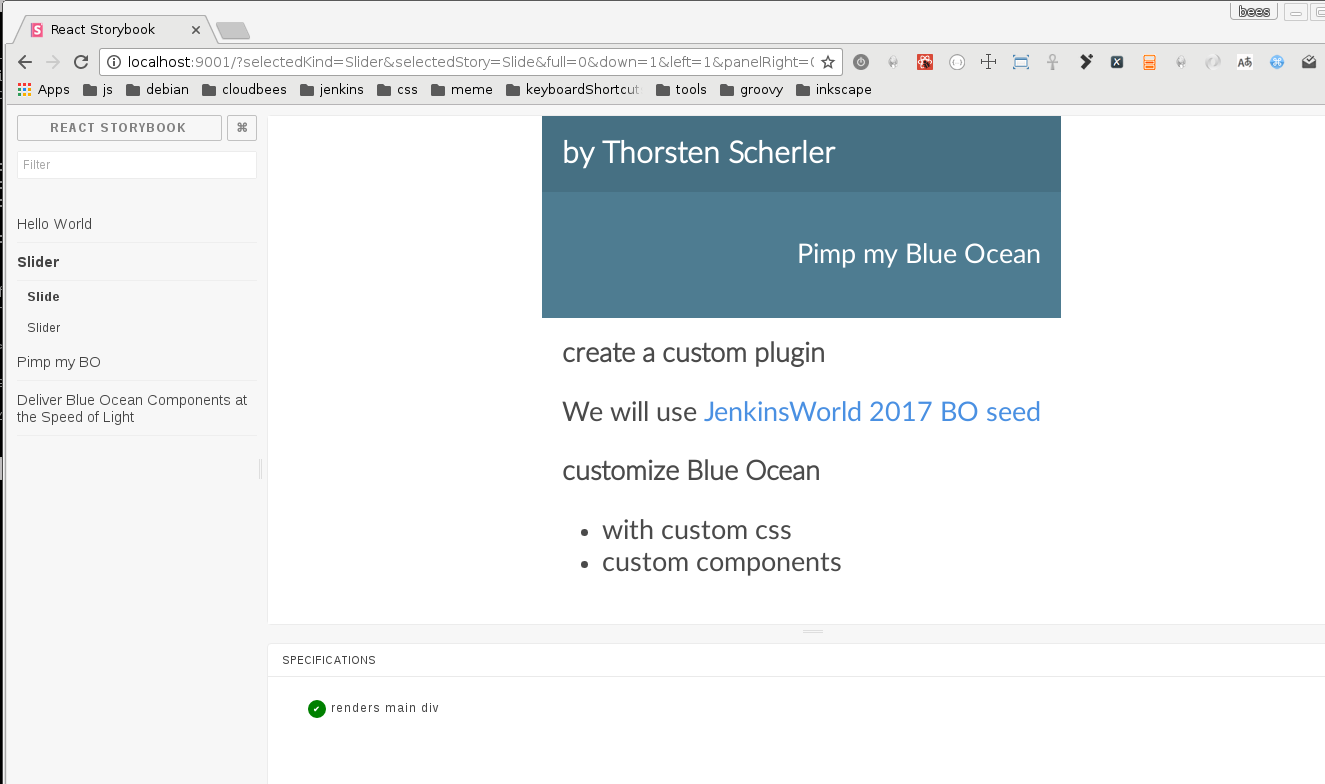 bees
React Storybook
localhost:9001/?selectedKind=Slider&selectedStory=Slide&full=0&down=1&left=1&panelRight=
Apps js debian cloudbees jenkins css meme keyboardShortcut tools groovy inkscape
REACT STORYBOOK ⌘
Filter
Hello World
Slider
Slide
Slider
Pimp my BO
Deliver Blue Ocean Components at
the Speed of Light
by Thorsten Scherler
Pimp my Blue Ocean
create a custom plugin
We will use JenkinsWorld 2017 BO seed
customize Blue Ocean
• with custom css
• custom components
SPECIFICATIONS
renders main div